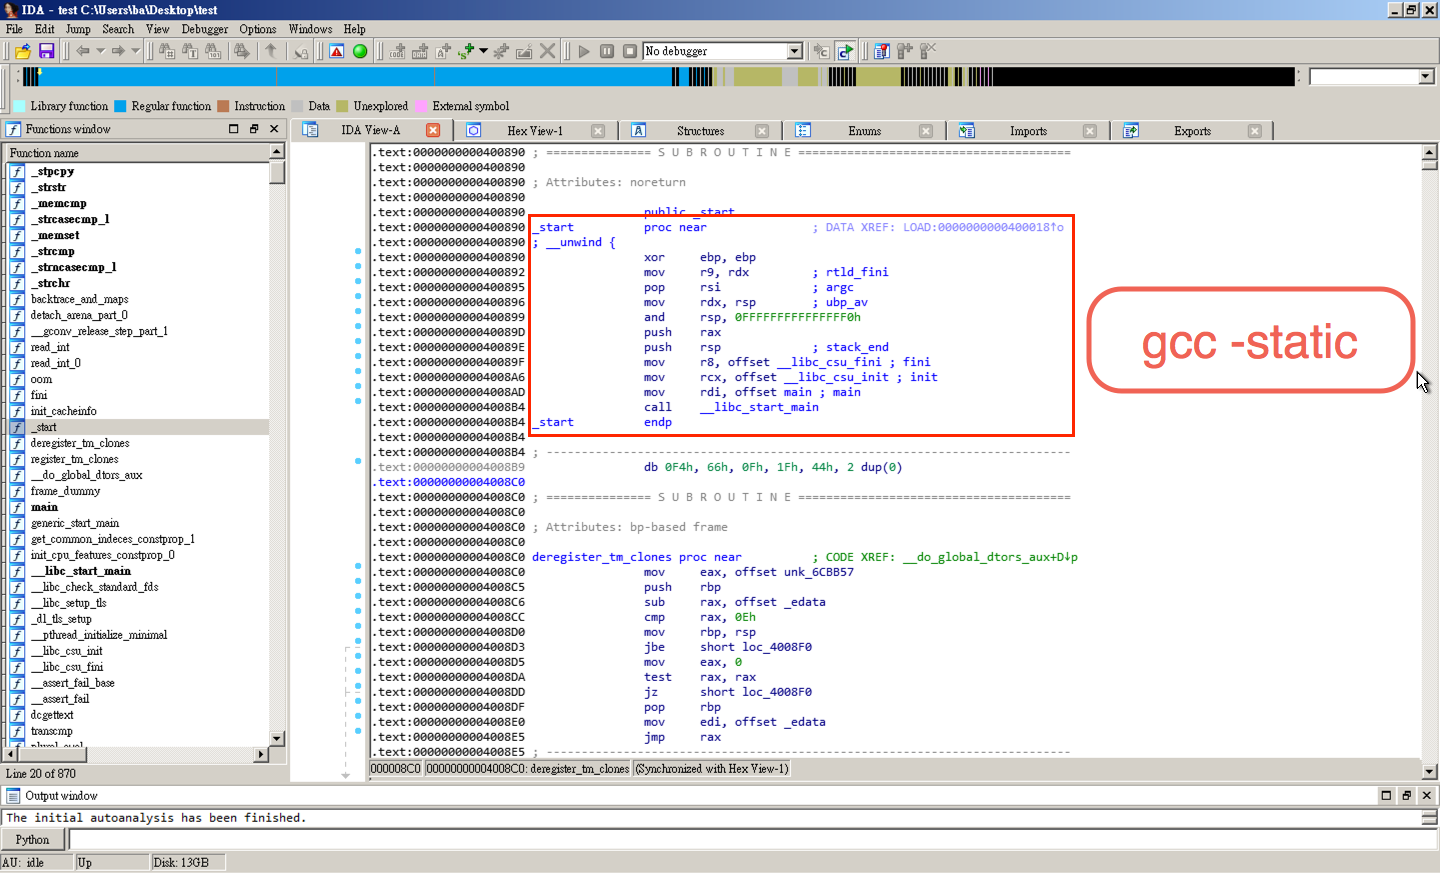 IDA - test C:\Users\ba\Desktop\test
File Edit Jump Search View Debugger Options Windows Help
No debugger
Library function Regular function Instruction Data Unexplored External symbol
Functions window
IDA View-A Hex View-1 Structures Enums Imports Exports
Function name
_stpcpy
_strstr
_memcmp
_strcasecmp_l
_memset
_strcmp
_strncasecmp_l
_strchr
backtrace_and_maps
detach_arena_part_0
__gconv_release_step_part_1
read_int
read_int_0
oom
fini
init_cacheinfo
_start
deregister_tm_clones
register_tm_clones
__do_global_dtors_aux
frame_dummy
main
generic_start_main
get_common_indeces_constprop_1
init_cpu_features_constprop_0
__libc_start_main
__libc_check_standard_fds
__libc_setup_tls
_dl_tls_setup
__pthread_initialize_minimal
__libc_csu_init
__libc_csu_fini
__assert_fail_base
__assert_fail
dcgettext
transcmp
plural_eval
Line 20 of 870
.text:0000000000400890 ; =============== S U B R O U T I N E =======================================
.text:0000000000400890
.text:0000000000400890 ; Attributes: noreturn
.text:0000000000400890
.text:0000000000400890 public _start
.text:0000000000400890 _start proc near ; DATA XREF: LOAD:0000000000400018↑o
.text:0000000000400890 ; __unwind {
.text:0000000000400890 xor ebp, ebp
.text:0000000000400892 mov r9, rdx ; rtld_fini
.text:0000000000400895 pop rsi ; argc
.text:0000000000400896 mov rdx, rsp ; ubp_av
.text:0000000000400899 and rsp, 0FFFFFFFFFFFFFFF0h
.text:000000000040089D push rax
.text:000000000040089E push rsp ; stack_end
.text:000000000040089F mov r8, offset __libc_csu_fini ; fini
.text:00000000004008A6 mov rcx, offset __libc_csu_init ; init
.text:00000000004008AD mov rdi, offset main ; main
.text:00000000004008B4 call __libc_start_main
.text:00000000004008B4 _start endp
.text:00000000004008B4
.text:00000000004008B4 ; ---------------------------------------------------------------------------
.text:00000000004008B9 db 0F4h, 66h, 0Fh, 1Fh, 44h, 2 dup(0)
.text:00000000004008C0
.text:00000000004008C0 ; =============== S U B R O U T I N E =======================================
.text:00000000004008C0
.text:00000000004008C0 ; Attributes: bp-based frame
.text:00000000004008C0
.text:00000000004008C0 deregister_tm_clones proc near ; CODE XREF: __do_global_dtors_aux+D↓p
.text:00000000004008C0 mov eax, offset unk_6CBB57
.text:00000000004008C5 push rbp
.text:00000000004008C6 sub rax, offset _edata
.text:00000000004008CC cmp rax, 0Eh
.text:00000000004008D0 mov rbp, rsp
.text:00000000004008D3 jbe short loc_4008F0
.text:00000000004008D5 mov eax, 0
.text:00000000004008DA test rax, rax
.text:00000000004008DD jz short loc_4008F0
.text:00000000004008DF pop rbp
.text:00000000004008E0 mov edi, offset _edata
.text:00000000004008E5 jmp rax
.text:00000000004008E5 ; ---------------------------------------------------------------------------
gcc -static
000008C0 00000000004008C0: deregister_tm_clones (Synchronized with Hex View-1)
Output window
The initial autoanalysis has been finished.
Python
AU: idle Up Disk: 13GB